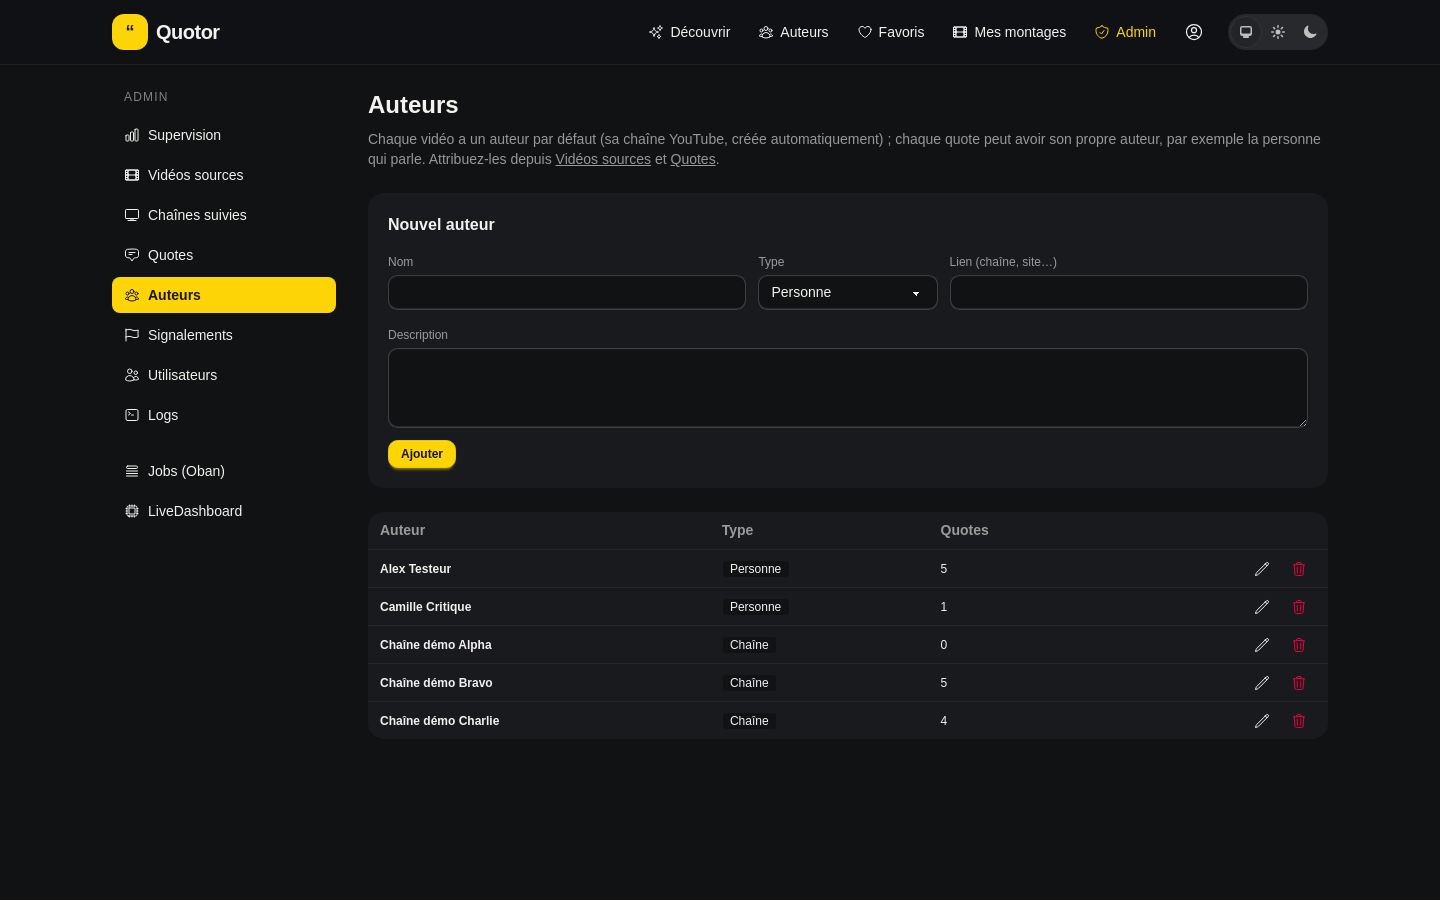 “ Quotor
Découvrir Auteurs Favoris Mes montages Admin
ADMIN
Supervision
Vidéos sources
Chaînes suivies
Quotes
Auteurs
Signalements
Utilisateurs
Logs
Jobs (Oban)
LiveDashboard
Auteurs
Chaque vidéo a un auteur par défaut (sa chaîne YouTube, créée automatiquement) ; chaque quote peut avoir son propre auteur, par exemple la personne
qui parle. Attribuez-les depuis Vidéos sources et Quotes.
Nouvel auteur
Nom Type Lien (chaîne, site…)
Personne
Description
Ajouter
Auteur Type Quotes
Alex Testeur Personne 5
Camille Critique Personne 1
Chaîne démo Alpha Chaîne 0
Chaîne démo Bravo Chaîne 5
Chaîne démo Charlie Chaîne 4